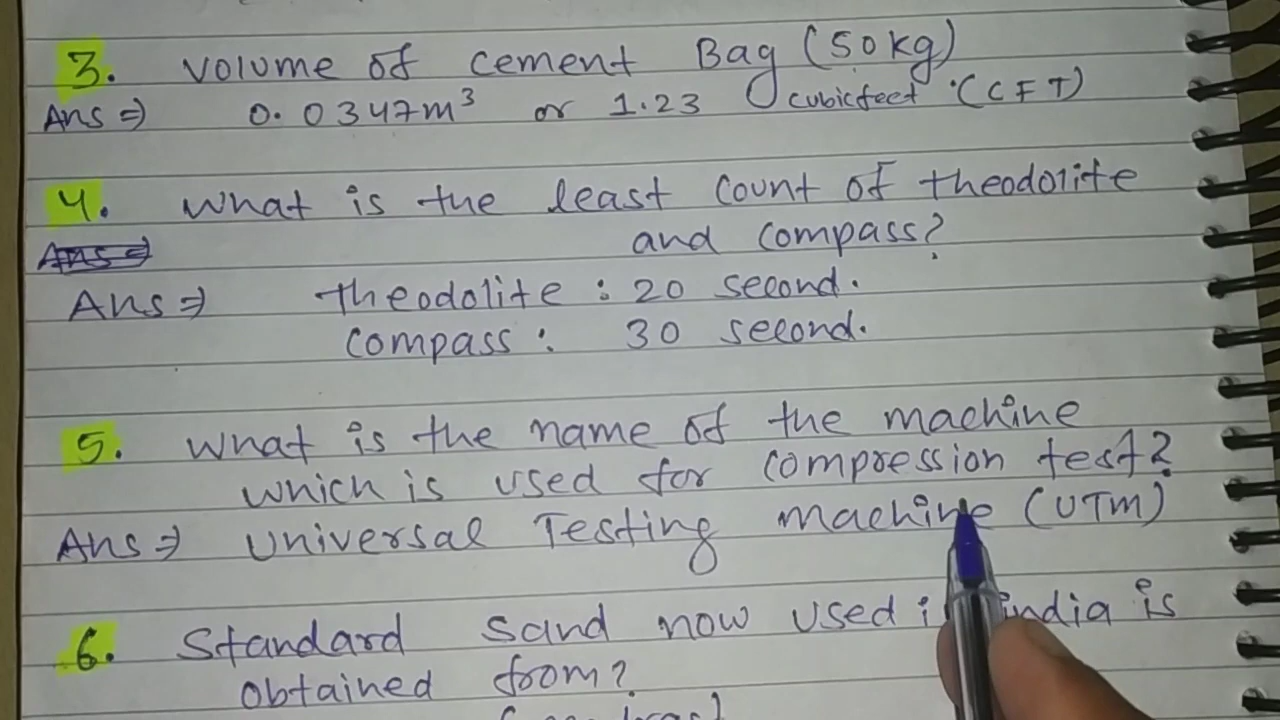 3. Volume of cement Bag (50kg)
Ans ⇒ 0.0347m³ or 1.23 cubicfeet (CFT)
4. What is the least count of theodolite
and compass?
Ans ⇒
Ans ⇒ Theodolite : 20 second.
compass : 30 second.
5. What is the name of the machine
which is used for compression test?
Ans ⇒ Universal Testing machine (UTM)
6. Standard sand now used india is
obtained from?